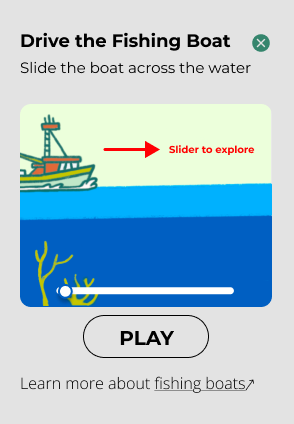 Drive the Fishing Boat
Slide the boat across the water
Slider to explore
PLAY
Learn more about fishing boats↗